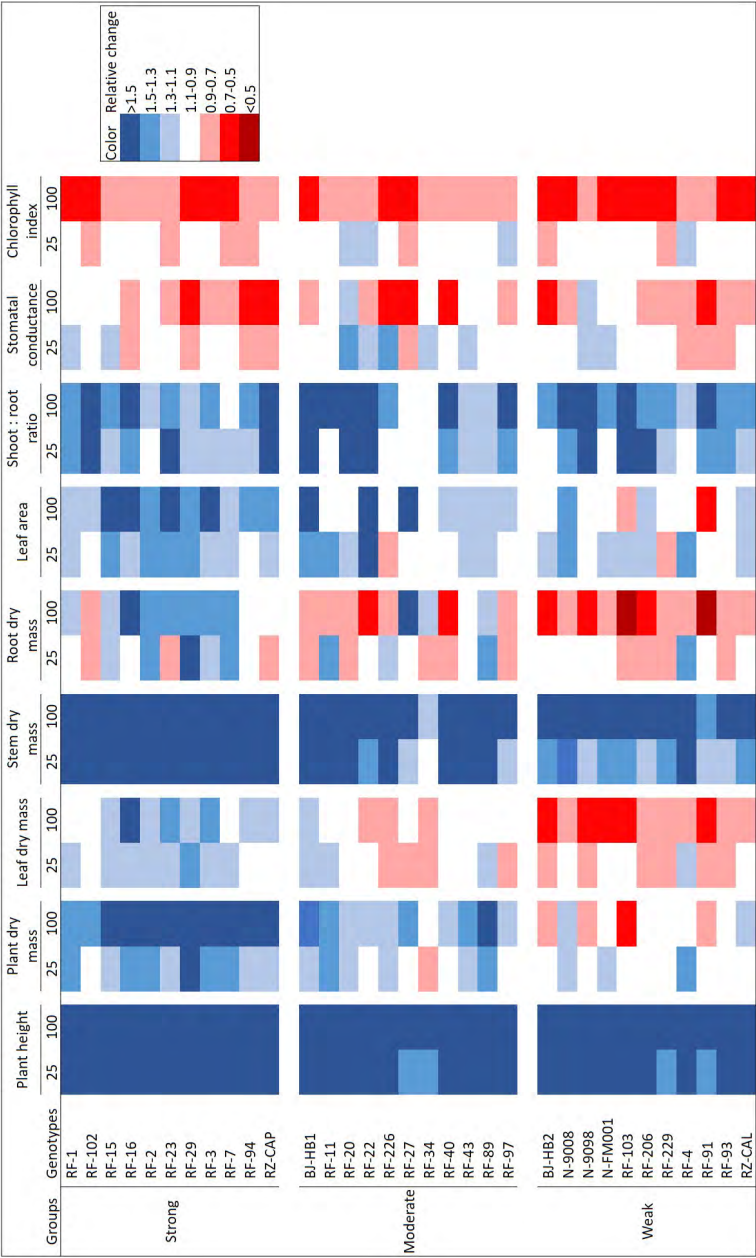 Groups Genotypes Plant height Plant dry mass Leaf dry mass Stem dry mass Root dry mass Leaf area Shoot : root ratio Stomatal conductance Chlorophyll index
25 100 25 100 25 100 25 100 25 100 25 100 25 100 25 100 25 100
Strong
RF-1
RF-102
RF-15
RF-16
RF-2
RF-23
RF-29
RF-3
RF-7
RF-94
RZ-CAP
Moderate
BJ-HB1
RF-11
RF-20
RF-22
RF-226
RF-27
RF-34
RF-40
RF-43
RF-89
RF-97
Weak
BJ-HB2
N-9008
N-9098
N-FM001
RF-103
RF-206
RF-229
RF-4
RF-91
RF-93
RZ-CAL
Color Relative change
>1.5
1.5-1.3
1.3-1.1
1.1-0.9
0.9-0.7
0.7-0.5
<0.5